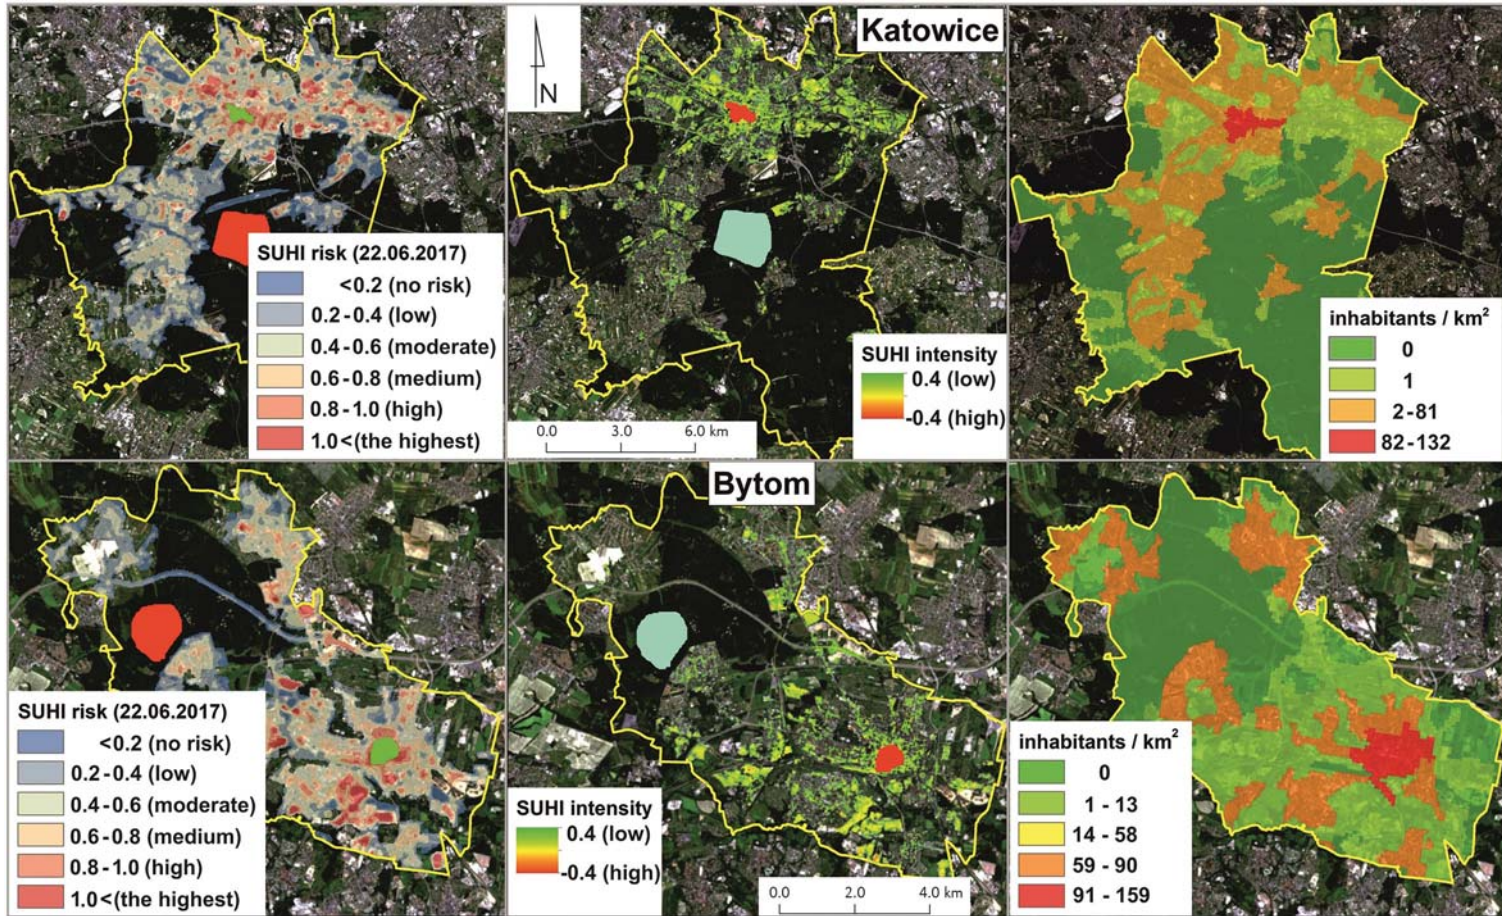 Katowice
N
SUHI risk (22.06.2017)
<0.2 (no risk)
0.2-0.4 (low)
0.4-0.6 (moderate)
0.6-0.8 (medium)
0.8-1.0 (high)
1.0<(the highest)
SUHI intensity
0.4 (low)
-0.4 (high)
0.0 3.0 6.0 km
inhabitants / km²
0
1
2-81
82-132
Bytom
SUHI risk (22.06.2017)
<0.2 (no risk)
0.2-0.4 (low)
0.4-0.6 (moderate)
0.6-0.8 (medium)
0.8-1.0 (high)
1.0<(the highest)
SUHI intensity
0.4 (low)
-0.4 (high)
0.0 2.0 4.0 km
inhabitants / km²
0
1 - 13
14 - 58
59 - 90
91 - 159